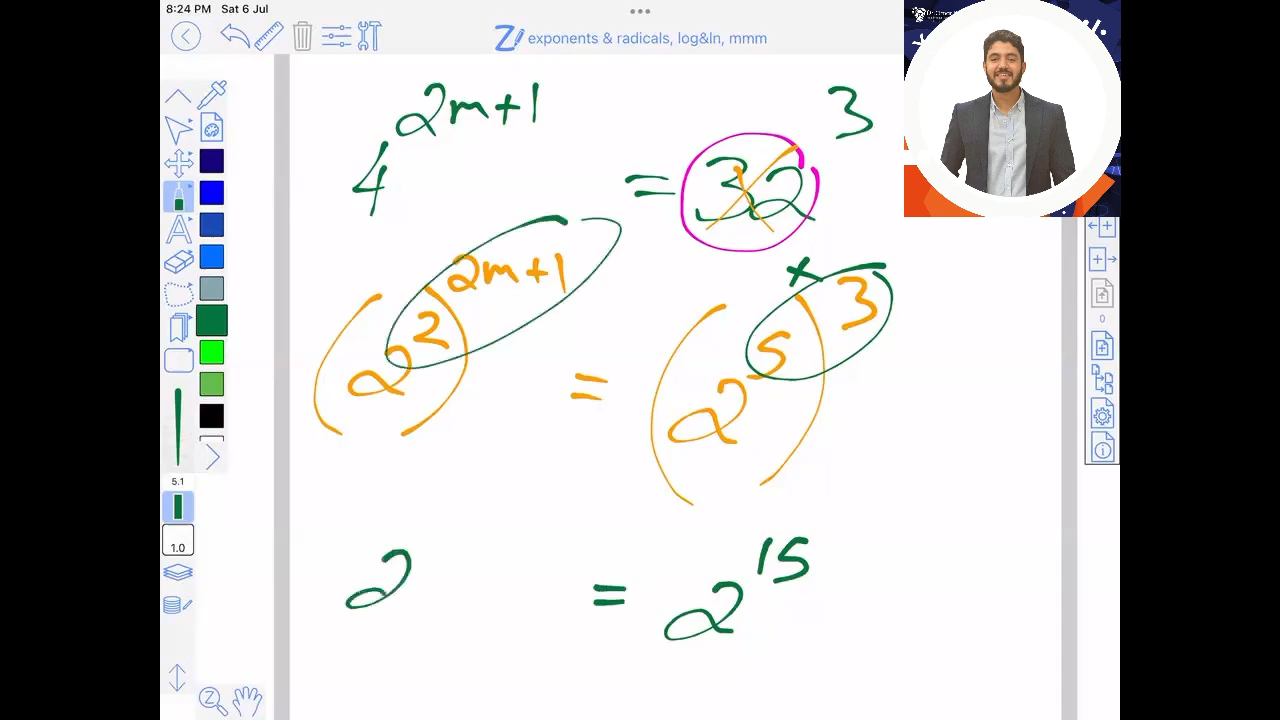 8:24 PM Sat 6 Jul
exponents & radicals, log&ln, mmm
4^{2m+1} = 32^3
(2^2)^{2m+1} = (2^5)^{×3}
2 = 2^{15}
A
5.1
1.0
0